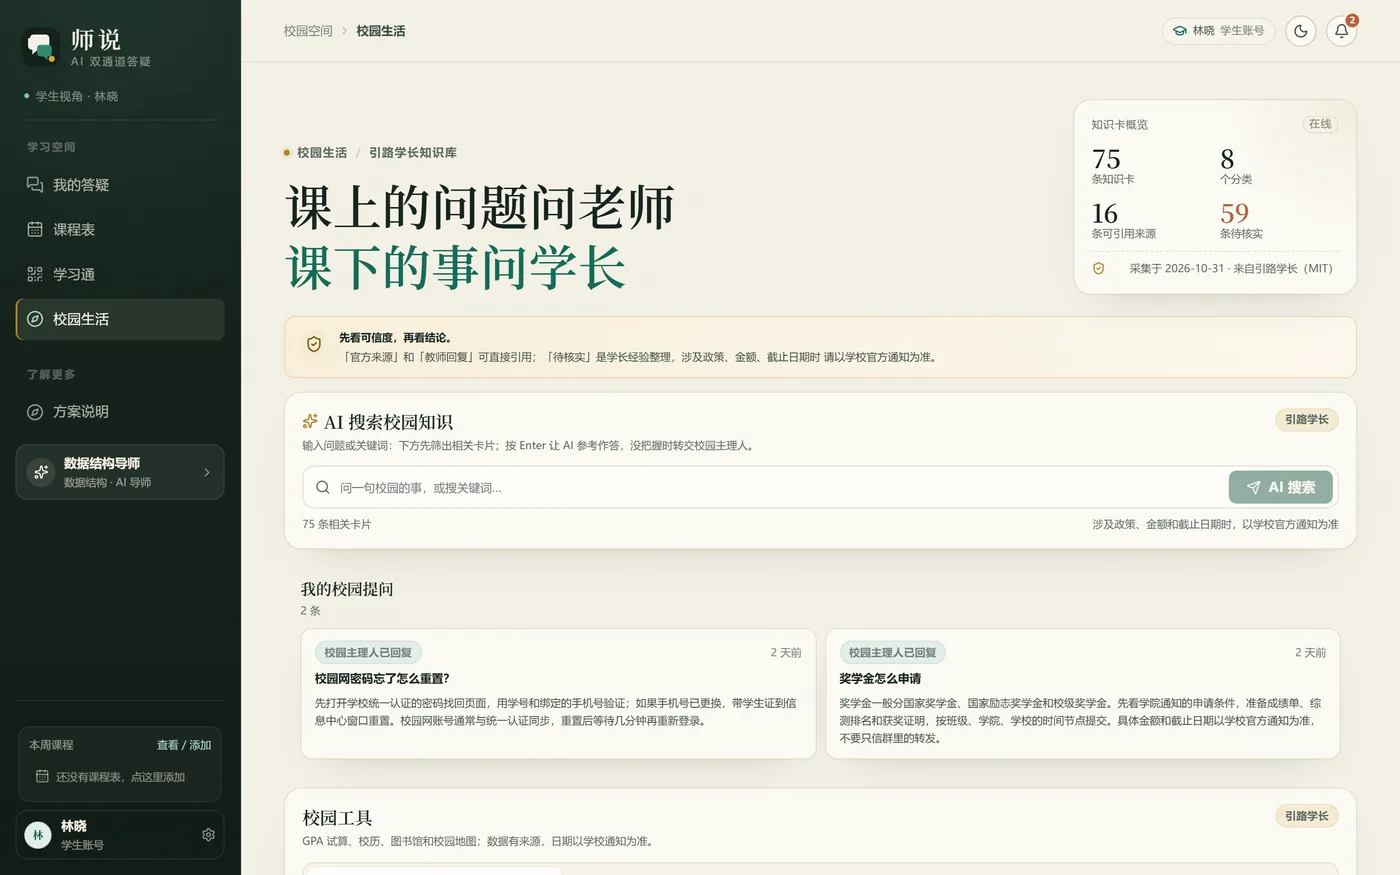 师说
AI 双通道答疑
学生视角 · 林晓
学习空间
我的答疑
课程表
学习通
校园生活
了解更多
方案说明
数据结构导师
数据结构 · AI 导师
本周课程
查看 / 添加
还没有课程表，点这里添加
林
林晓
学生账号
校园空间 > 校园生活
林晓 学生账号
2
校园生活 / 引路学长知识库
课上的问题问老师
课下的事问学长
知识卡概览
在线
75
条知识卡
8
个分类
16
条可引用来源
59
条待核实
采集于 2026-10-31 · 来自引路学长（MIT）
先看可信度，再看结论。
「官方来源」和「教师回复」可直接引用；「待核实」是学长经验整理，涉及政策、金额、截止日期时 请以学校官方通知为准。
AI 搜索校园知识
引路学长
输入问题或关键词：下方先筛出相关卡片；按 Enter 让 AI 参考作答，没把握时转交校园主理人。
问一句校园的事，或搜关键词...
AI 搜索
75 条相关卡片
涉及政策、金额和截止日期时，以学校官方通知为准
我的校园提问
2 条
校园主理人已回复
2 天前
校园网密码忘了怎么重置?
先打开学校统一认证的密码找回页面，用学号和绑定的手机号验证；如果手机号已更换，带学生证到信
息中心窗口重置。校园网账号通常与统一认证同步，重置后等待几分钟再重新登录。
校园主理人已回复
2 天前
奖学金怎么申请
奖学金一般分国家奖学金、国家励志奖学金和校级奖学金。先看学院通知的申请条件，准备成绩单、综
测排名和获奖证明，按班级、学院、学校的时间节点提交。具体金额和截止日期以学校官方通知为准，
不要只信群里的转发。
校园工具
引路学长
GPA 试算、校历、图书馆和校园地图；数据有来源，日期以学校通知为准。